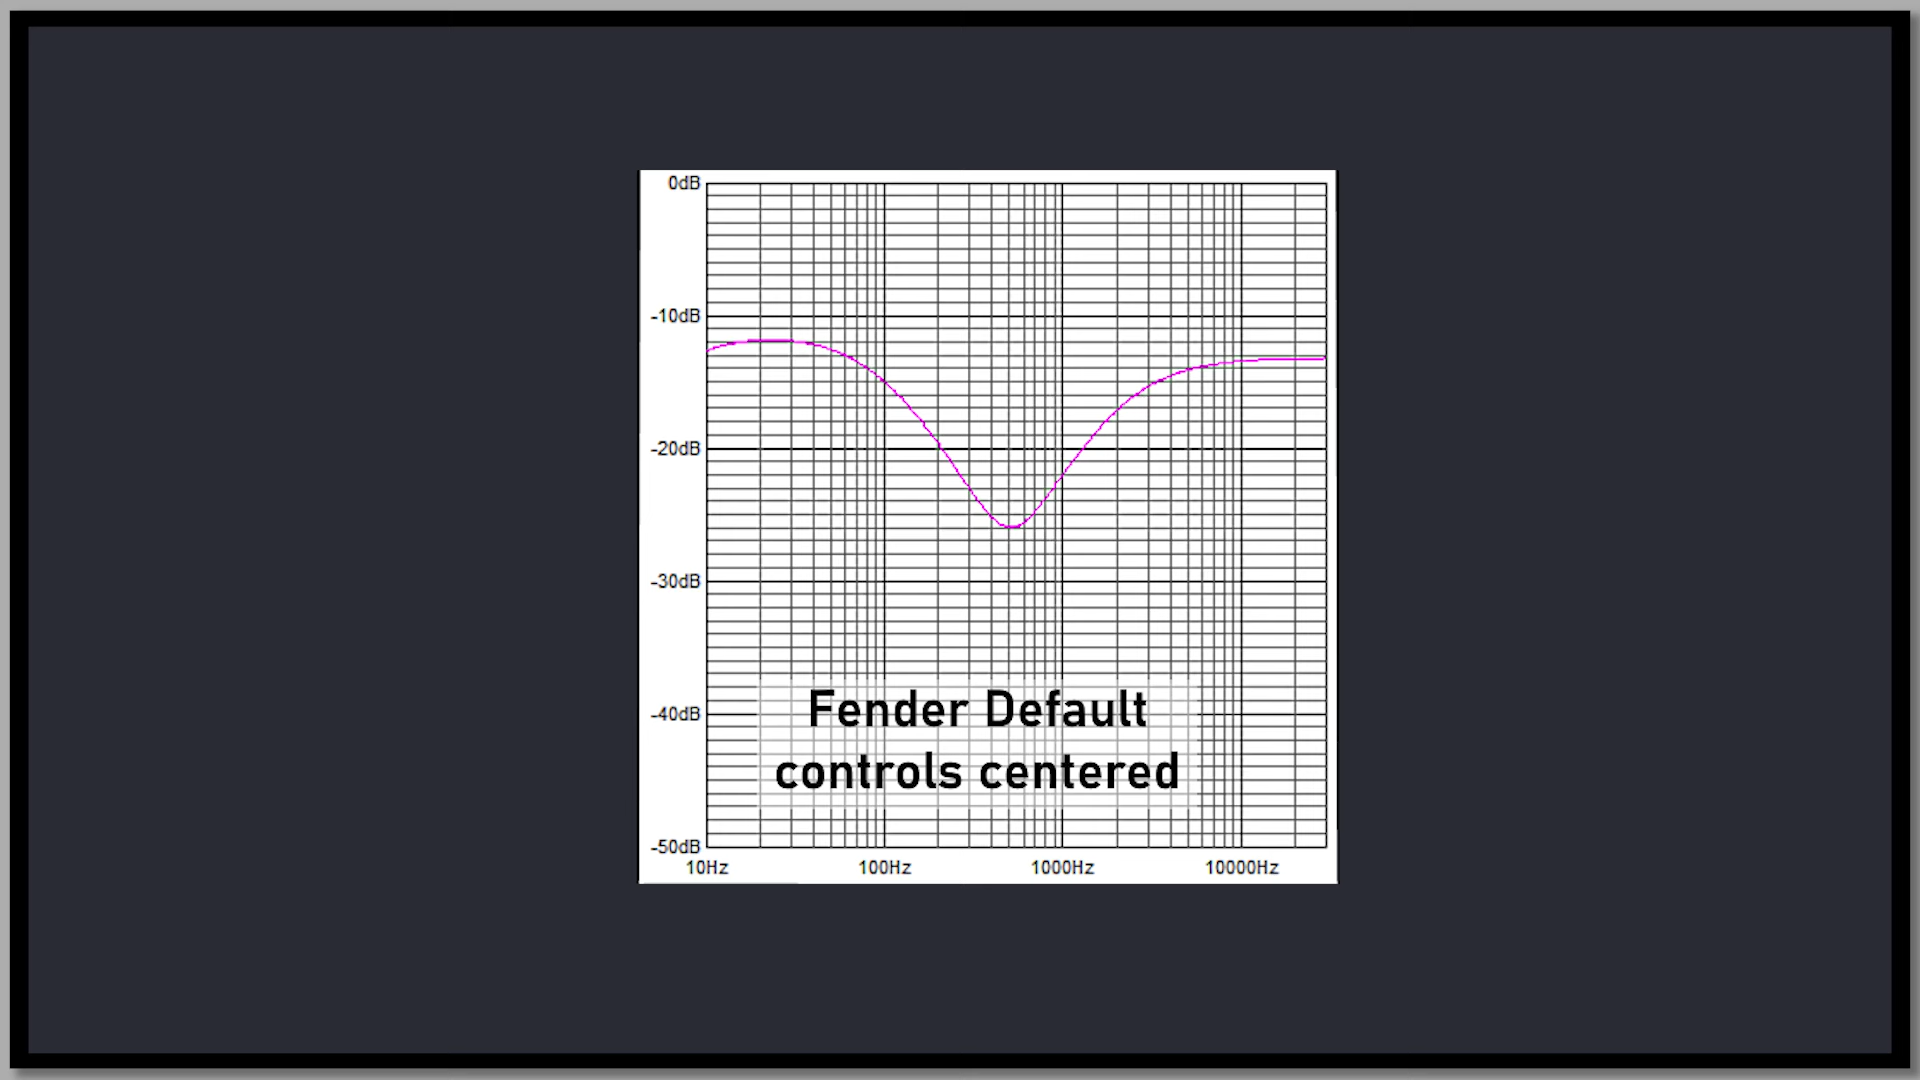 0dB
-10dB
-20dB
-30dB
-40dB
-50dB
Fender Default
controls centered
10Hz 100Hz 1000Hz 10000Hz